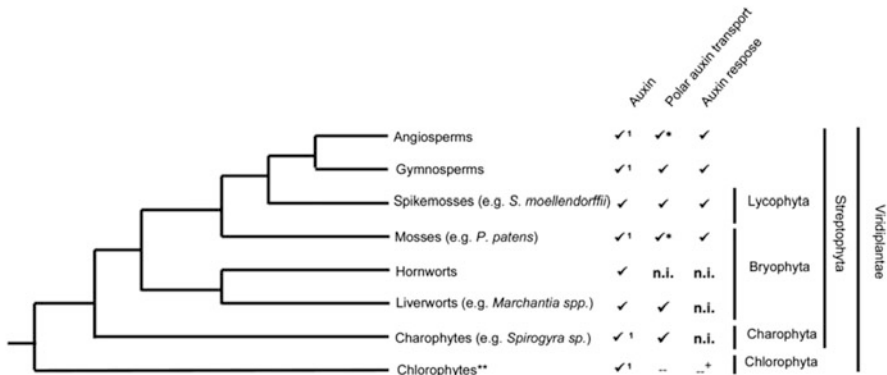 Auxin
Polar auxin transport
Auxin respose
Angiosperms ✓¹ ✓* ✓
Gymnosperms ✓¹ ✓ ✓
Spikemosses (e.g. S. moellendorffii) ✓ ✓ ✓
Lycophyta
Mosses (e.g. P. patens) ✓¹ ✓* ✓
Hornworts ✓ n.i. n.i.
Bryophyta
Liverworts (e.g. Marchantia spp.) ✓ ✓ n.i.
Charophytes (e.g. Spirogyra sp.) ✓¹ ✓ n.i.
Charophyta
Chlorophytes** ✓¹ -- --⁺
Chlorophyta
Streptophyta
Viridiplantae